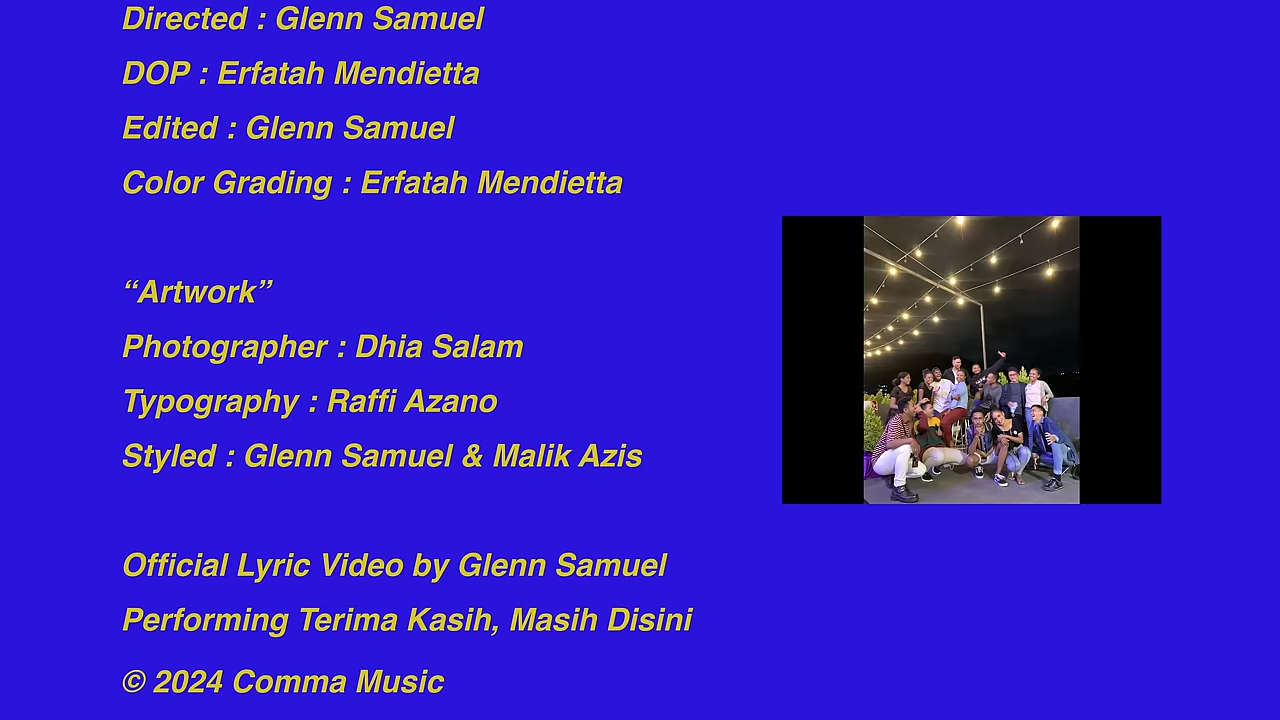 Directed : Glenn Samuel
DOP : Erfatah Mendietta
Edited : Glenn Samuel
Color Grading : Erfatah Mendietta
“Artwork”
Photographer : Dhia Salam
Typography : Raffi Azano
Styled : Glenn Samuel & Malik Azis
Official Lyric Video by Glenn Samuel
Performing Terima Kasih, Masih Disini
© 2024 Comma Music